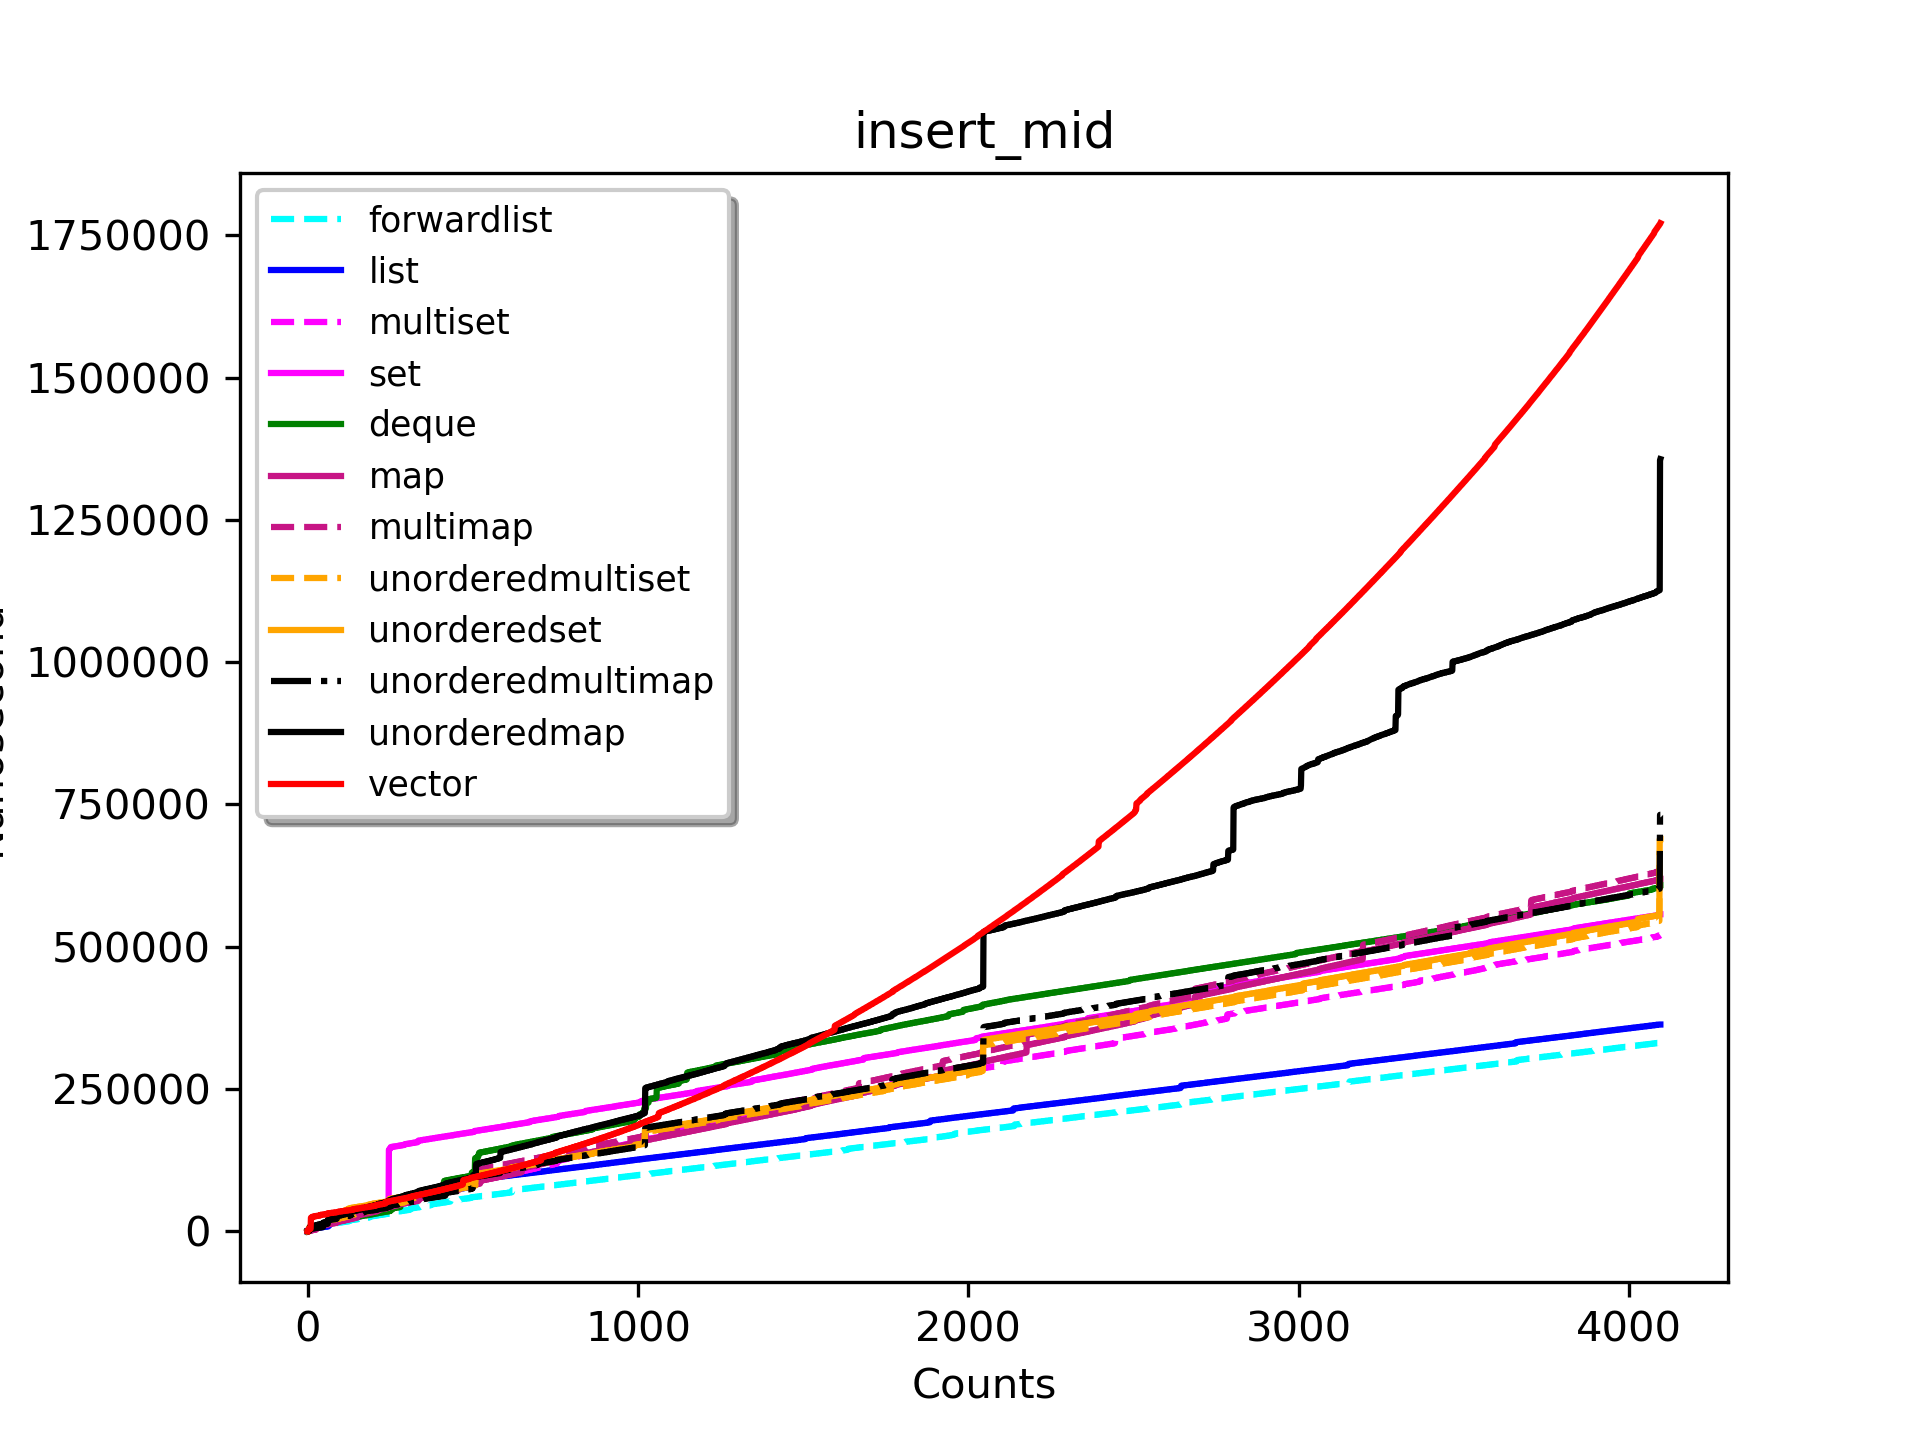 insert_mid
forwardlist
list
multiset
set
deque
map
multimap
unorderedmultiset
unorderedset
unorderedmultimap
unorderedmap
vector
1750000
1500000
1250000
1000000
750000
500000
250000
0
0 1000 2000 3000 4000
Counts